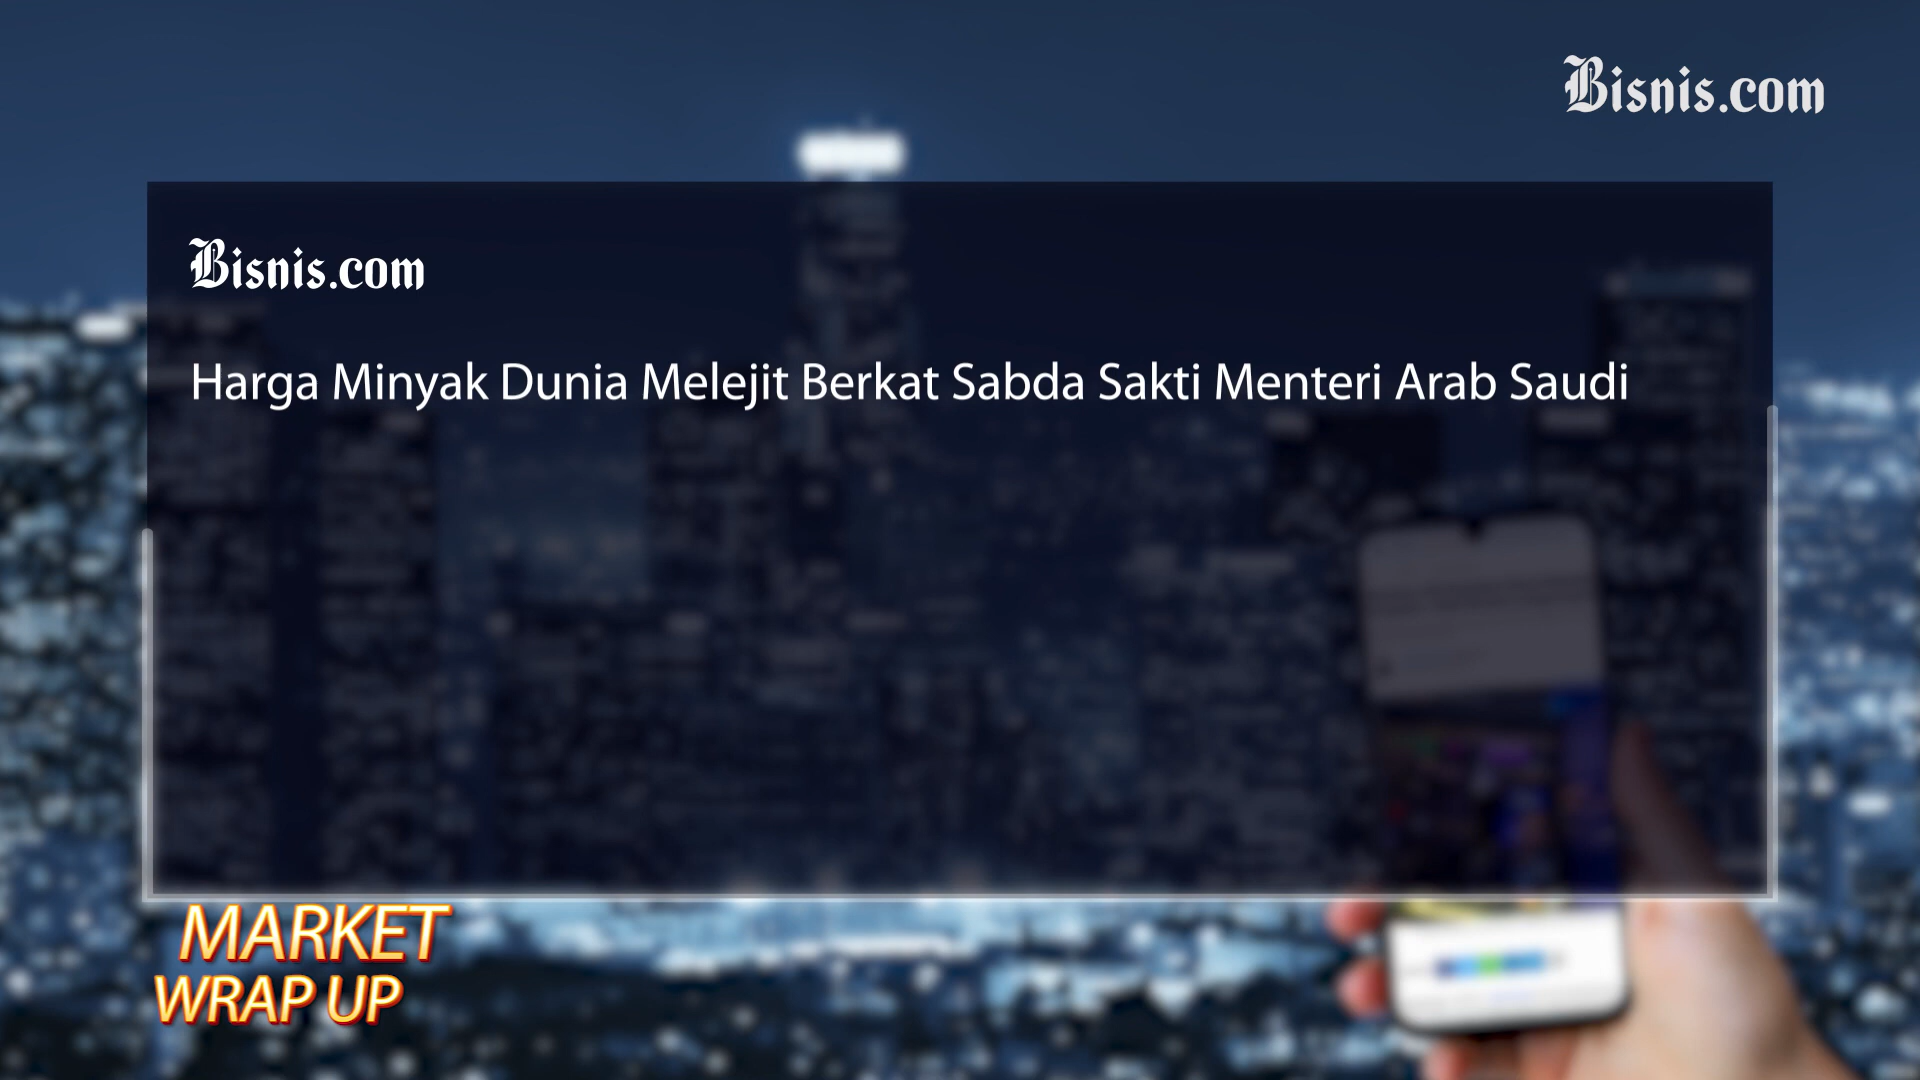 Bisnis.com
Bisnis.com
Harga Minyak Dunia Melejit Berkat Sabda Sakti Menteri Arab Saudi
MARKET
WRAP UP